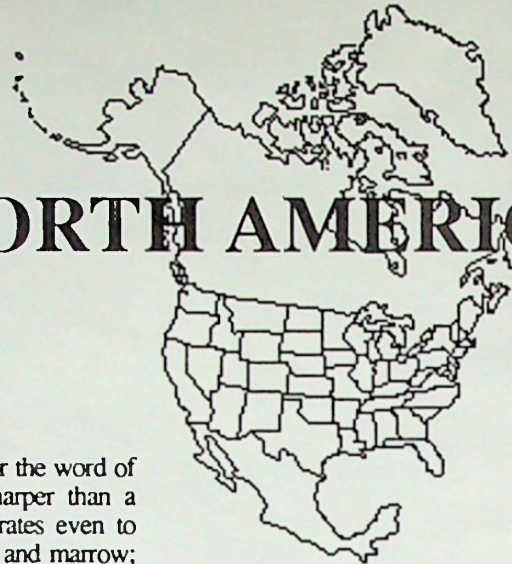 ORTH AMERIC
r the word of
harper than a
rates even to
and marrow;